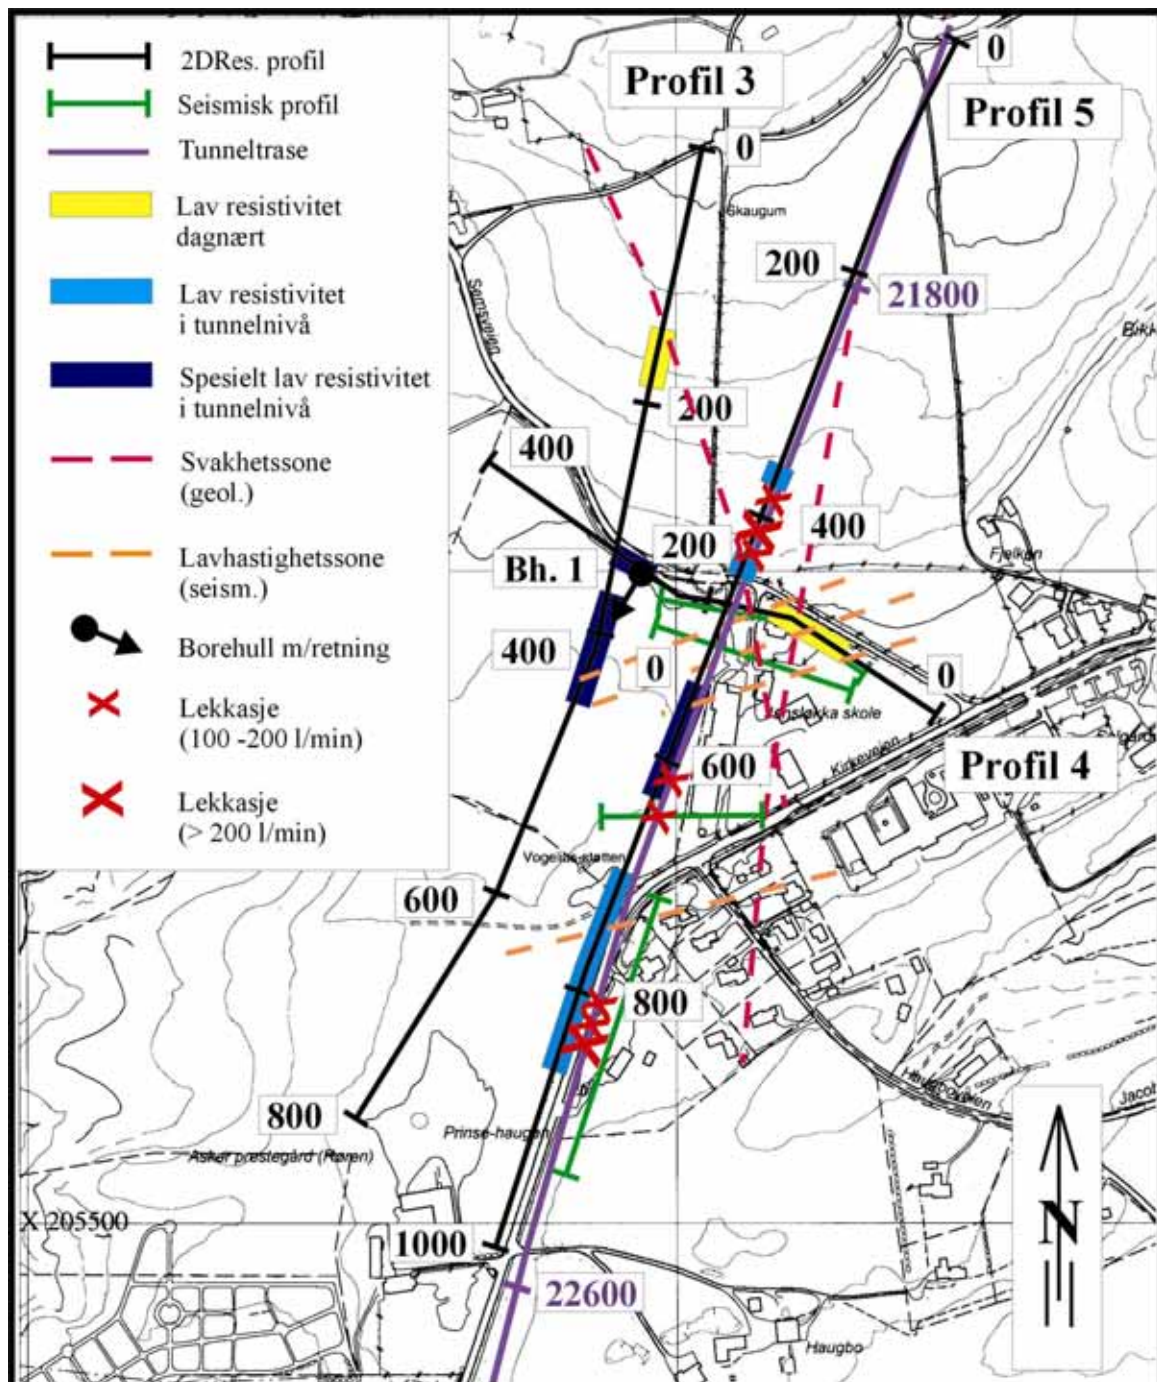 2DRes. profil
Seismisk profil
Tunneltrase
Lav resistivitet
dagnært
Lav resistivitet
i tunnelnivå
Spesielt lav resistivitet
i tunnelnivå
Svakhetssone
(geol.)
Lavhastighetssone
(seism.)
Borehull m/retning
Lekkasje
(100 -200 l/min)
Lekkasje
(> 200 l/min)
Profil 3
0
0
Profil 5
Skaugum
200
21800
Semsveien
200
400
400
200
Bh. 1
Fjelken
400
0
0
Kirkeveien
600
Profil 4
600
800
Prinse-haugen
800
Asker prestegård (Røren)
X 205500
1000
22600
Haugbo
N